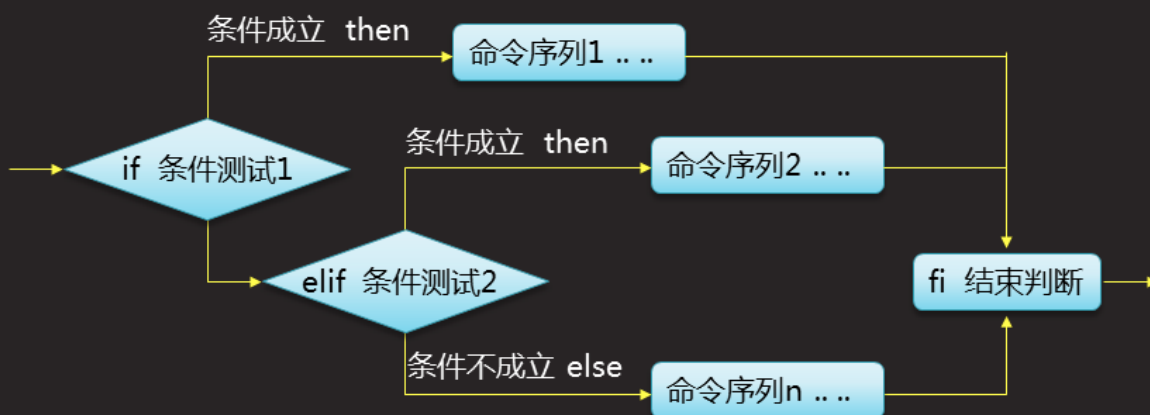 条件成立 then
命令序列1 .. ..
if 条件测试1
条件成立 then
命令序列2 .. ..
elif 条件测试2
fi 结束判断
条件不成立 else
命令序列n .. ..